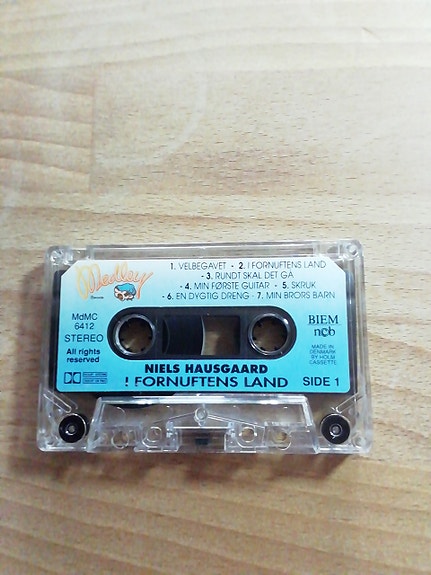 Medley
Records
1. VELBEGAVET • 2. I FORNUFTENS LAND
• 3. RUNDT SKAL DET GÅ
• 4. MIN FØRSTE GUITAR • 5. SKRUK
• 6. EN DYGTIG DRENG • 7. MIN BRORS BARN
MdMC
6412
STEREO
All rights
reserved
BIEM
ncb
MADE IN
DENMARK
BY HOLM
CASSETTE
NIELS HAUSGAARD
! FORNUFTENS LAND
SIDE 1